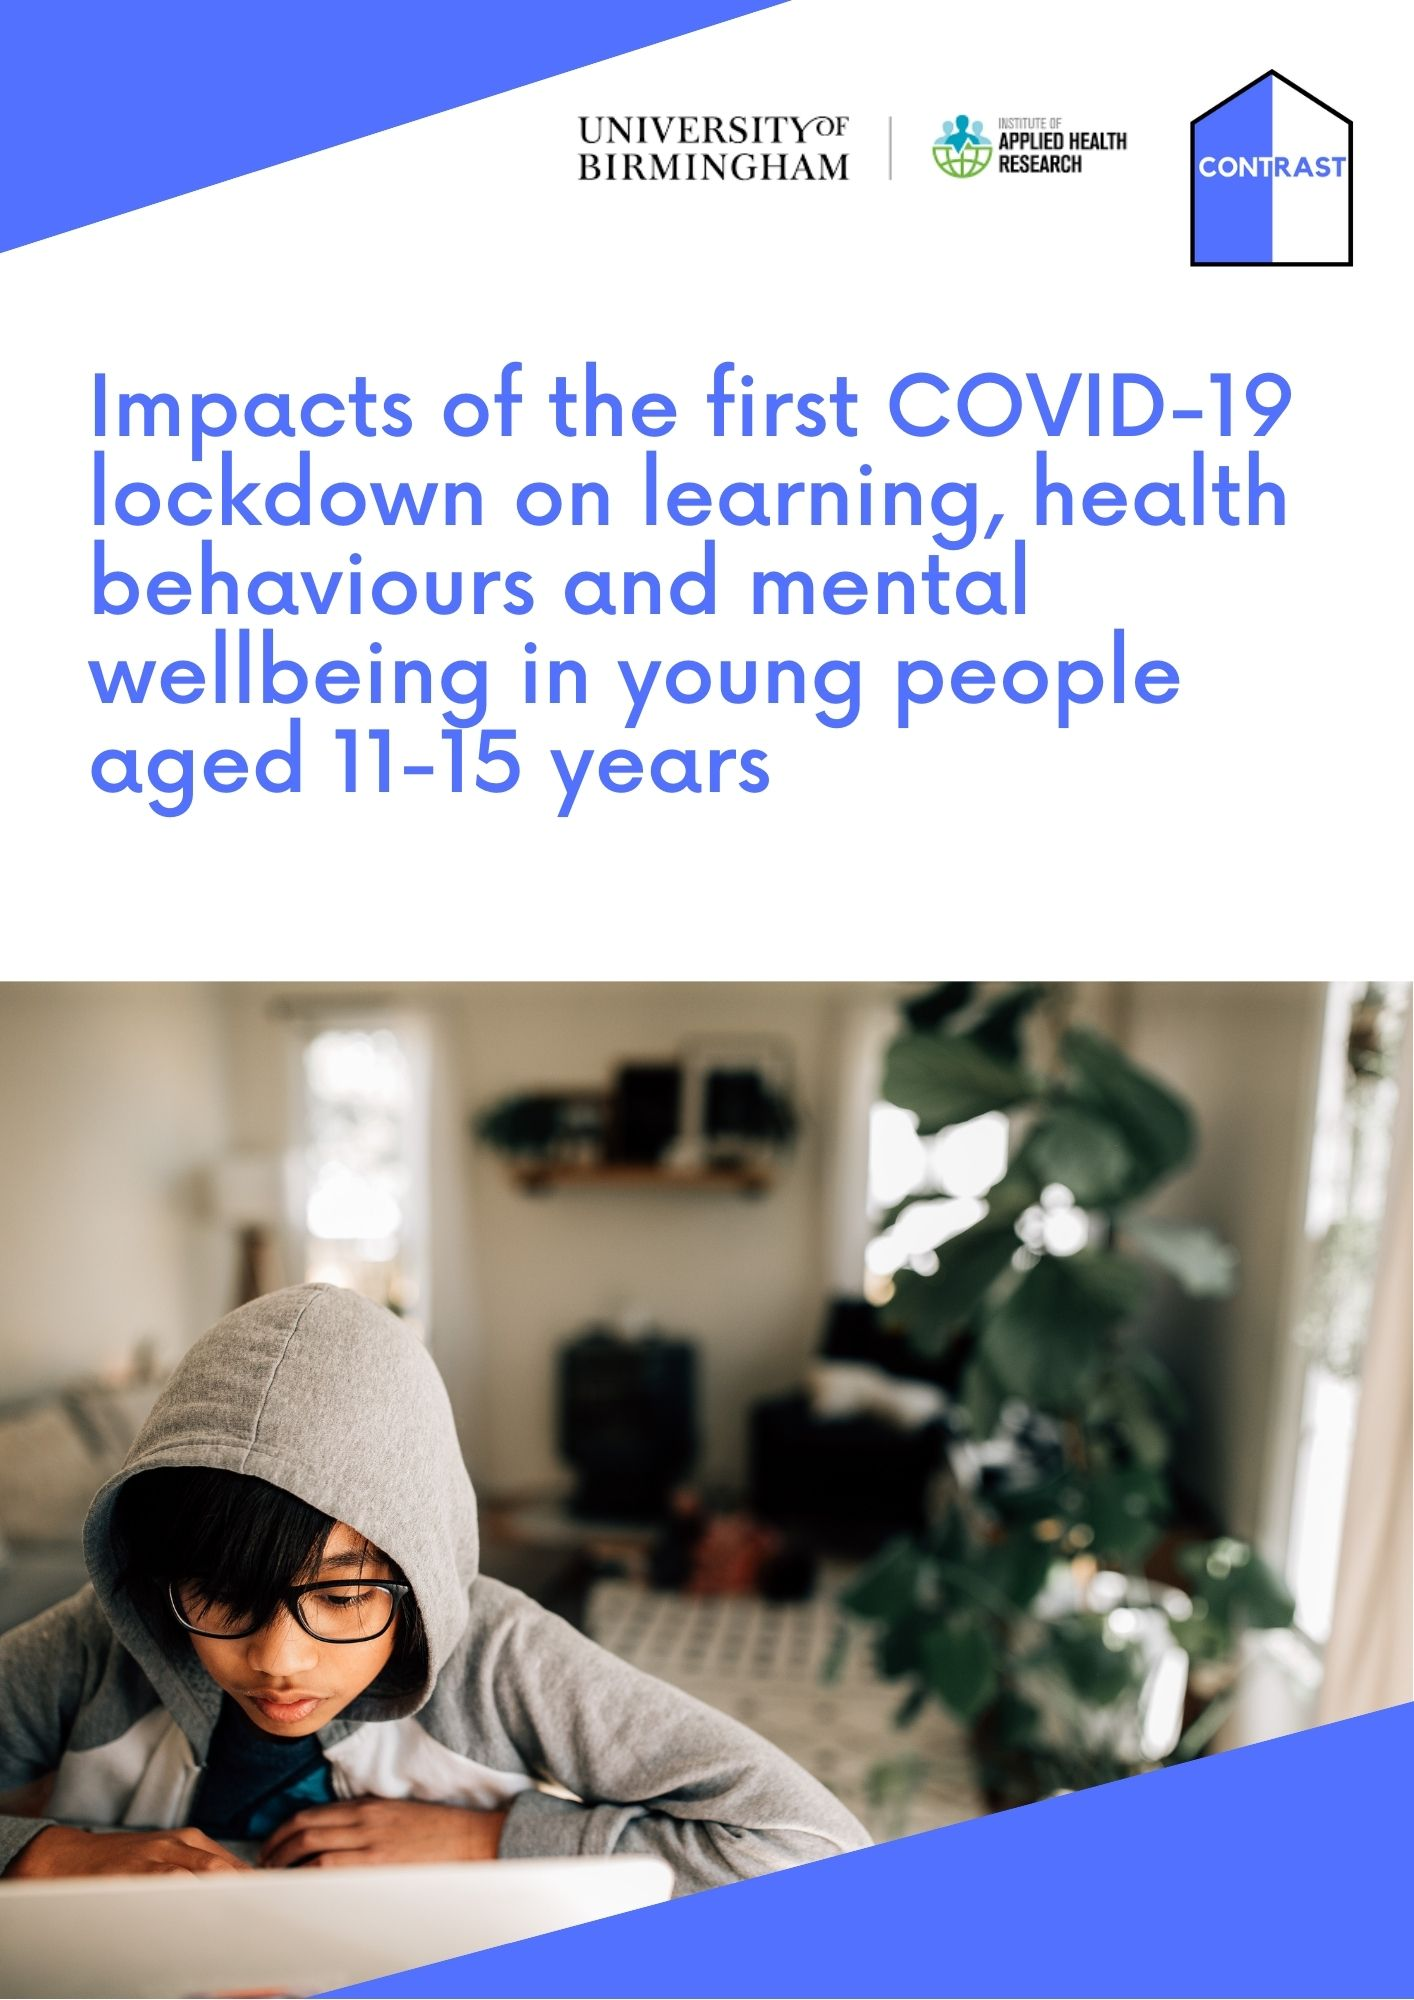 UNIVERSITY OF
BIRMINGHAM
INSTITUTE OF
APPLIED HEALTH
RESEARCH
CONTRAST
Impacts of the first COVID-19
lockdown on learning, health
behaviours and mental
wellbeing in young people
aged 11-15 years